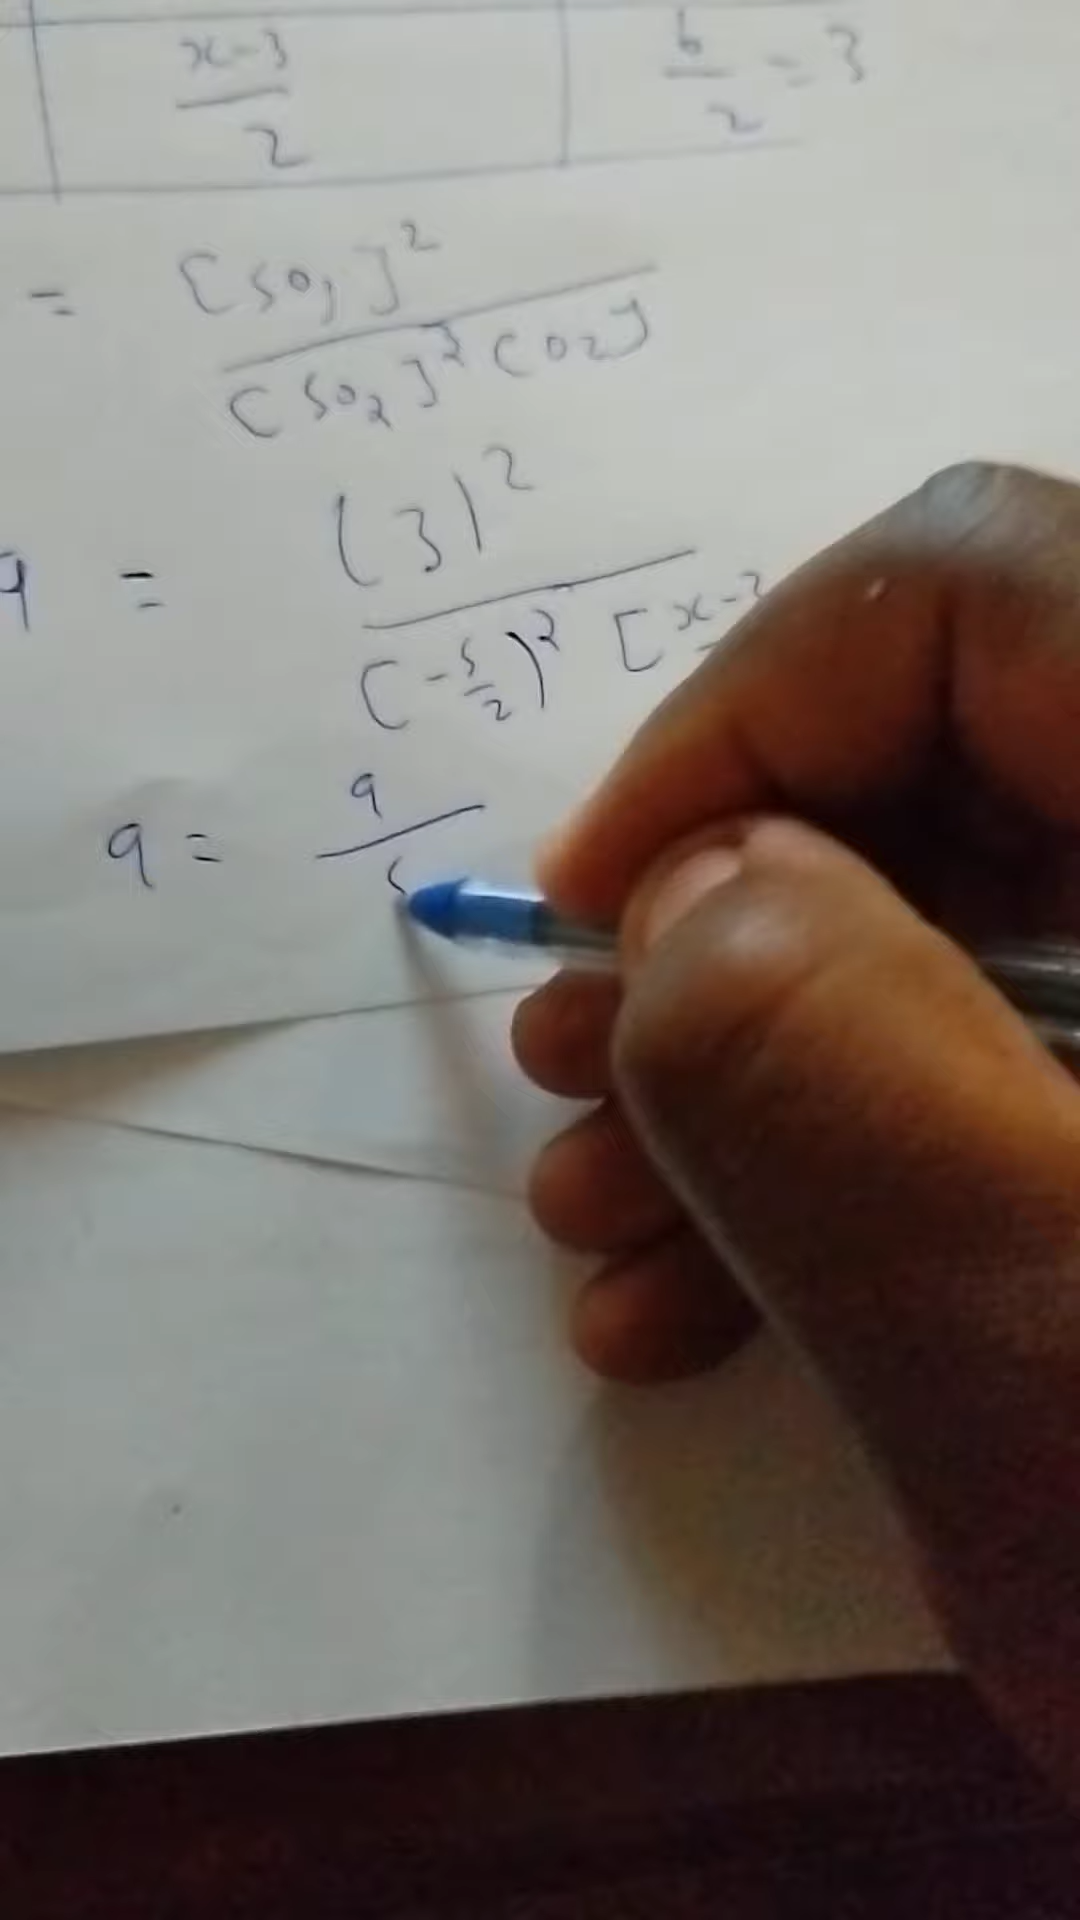 x-3/2 6/2 = 3
= [SO3]²/[SO2]² [O2]
9 = (3)²/(-5/2)² [x-3
9 = 9/5